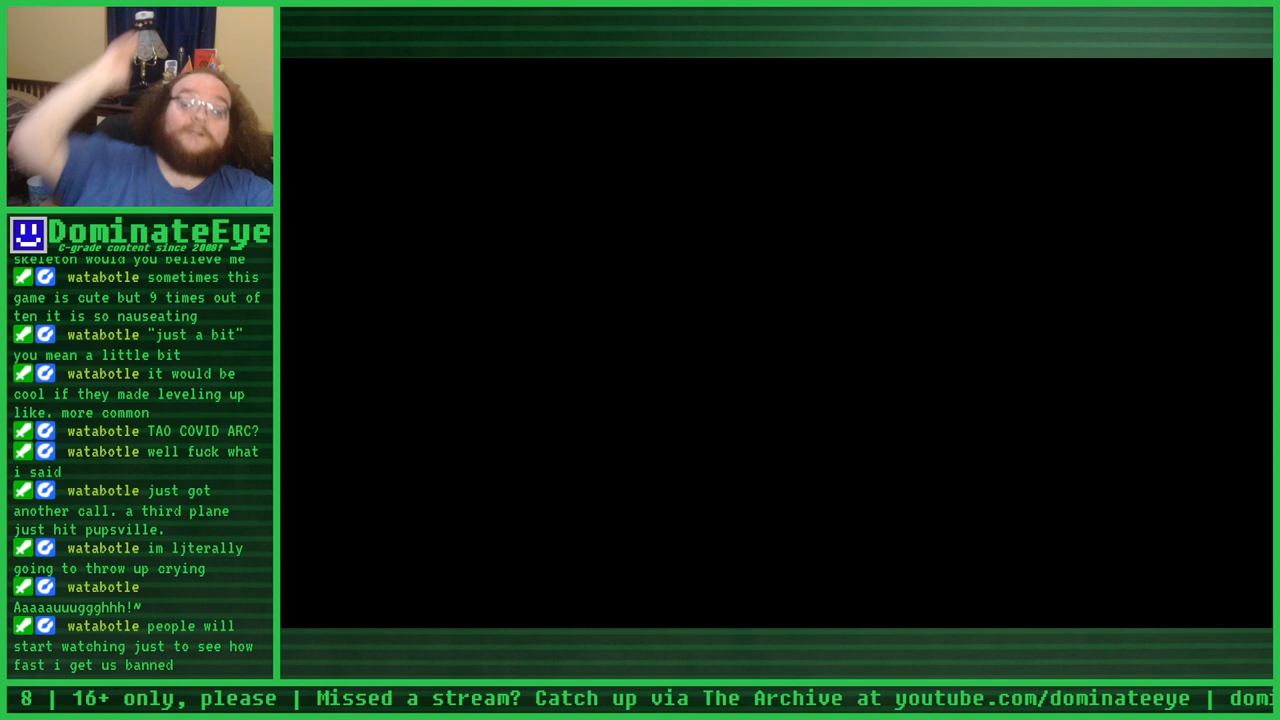 DominateEye
C-grade content since 2008!
skeleton would you believe me
watabotle sometimes this
game is cute but 9 times out of
ten it is so nauseating
watabotle "just a bit"
you mean a little bit
watabotle it would be
cool if they made leveling up
like. more common
watabotle TAO COVID ARC?
watabotle well fuck what
i said
watabotle just got
another call. a third plane
just hit pupsville.
watabotle im ljterally
going to throw up crying
watabotle
Aaaaauuuggghhh!~
watabotle people will
start watching just to see how
fast i get us banned
8 | 16+ only, please | Missed a stream? Catch up via The Archive at youtube.com/dominateeye | domi